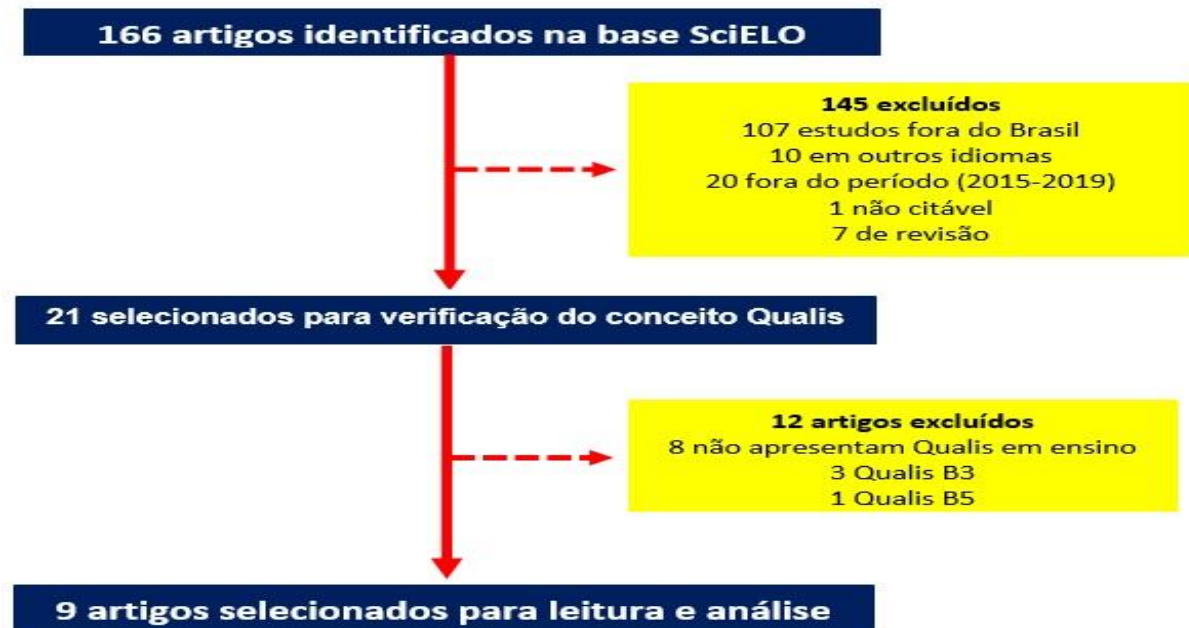 166 artigos identificados na base SciELO
145 excluídos
107 estudos fora do Brasil
10 em outros idiomas
20 fora do período (2015-2019)
1 não citável
7 de revisão
21 selecionados para verificação do conceito Qualis
12 artigos excluídos
8 não apresentam Qualis em ensino
3 Qualis B3
1 Qualis B5
9 artigos selecionados para leitura e análise